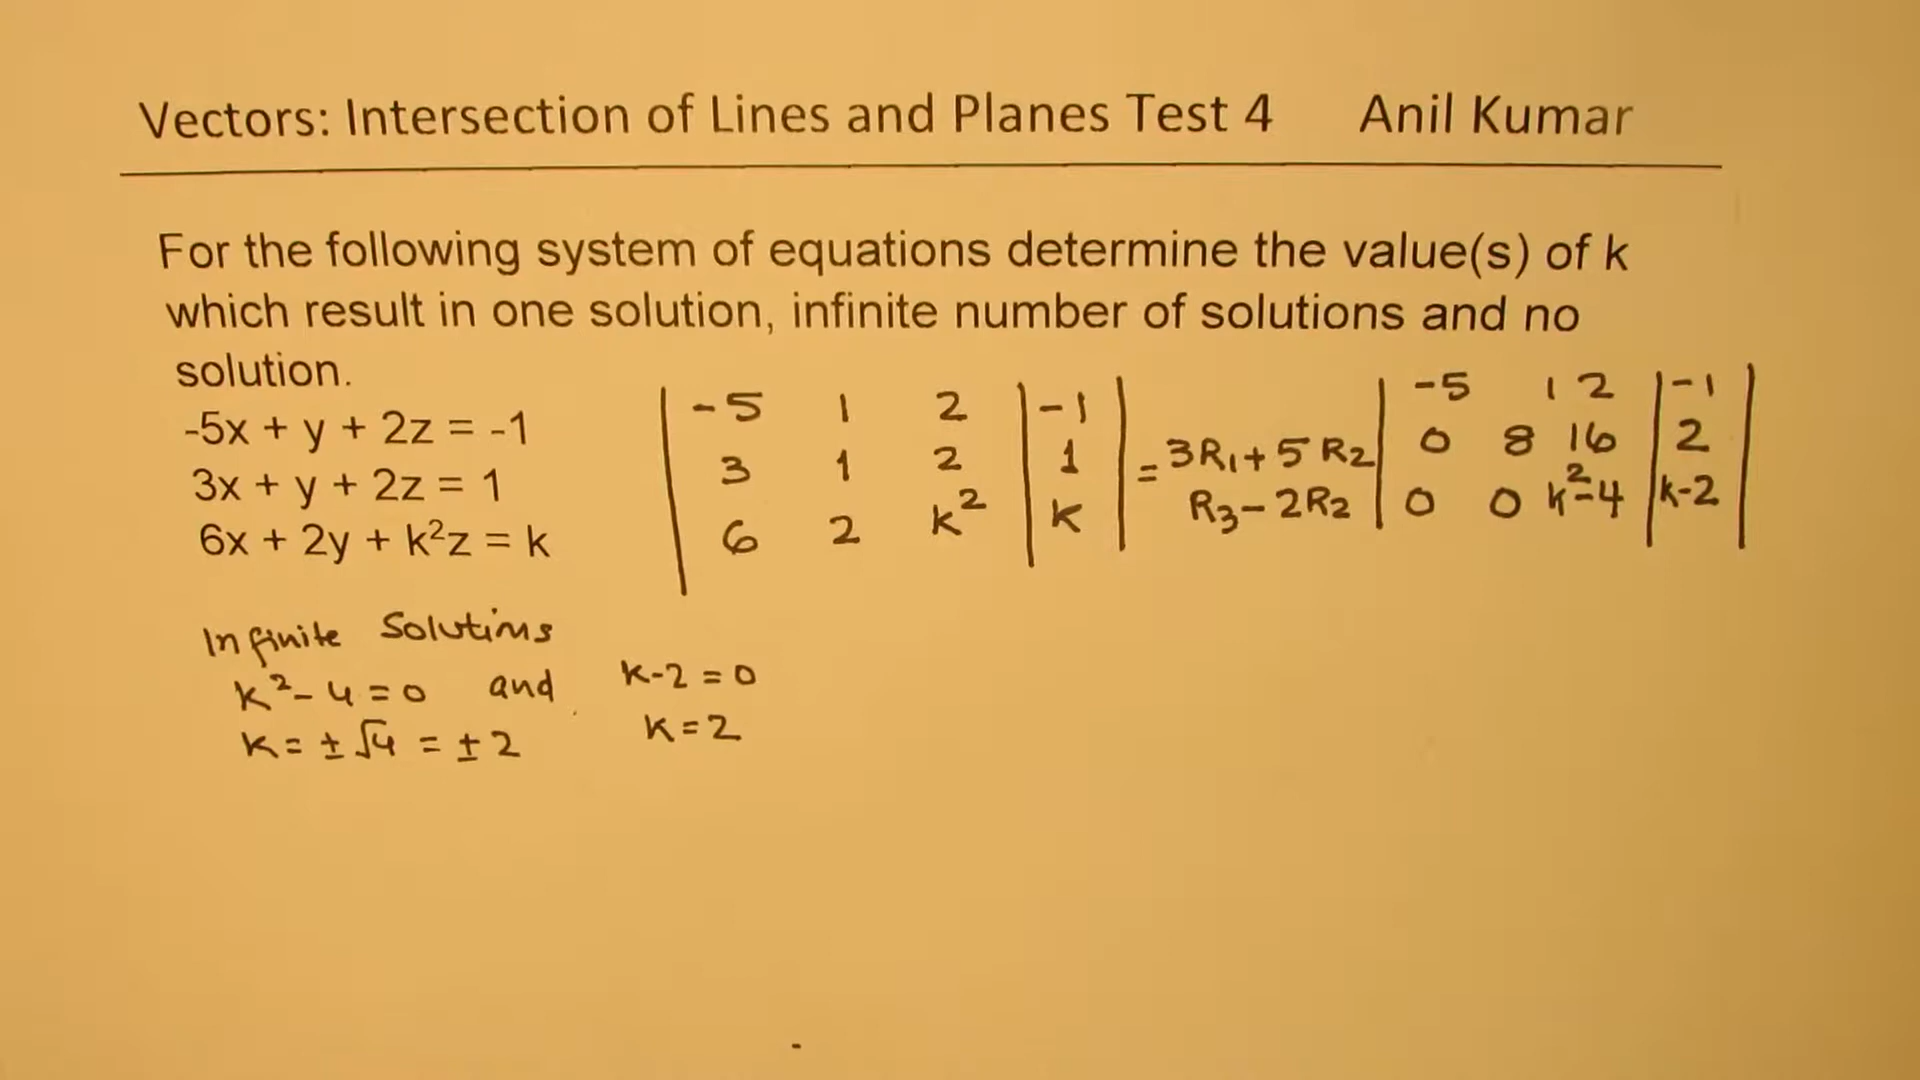 Vectors: Intersection of Lines and Planes Test 4 Anil Kumar
For the following system of equations determine the value(s) of k
which result in one solution, infinite number of solutions and no
solution.
-5x + y + 2z = -1
3x + y + 2z = 1
6x + 2y + k²z = k
| -5 1 2 | -1 |
| 3 1 2 | 1 |
| 6 2 k² | k |
= 3R₁ + 5R₂
R₃ - 2R₂
| -5 1 2 | -1 |
| 0 8 16 | 2 |
| 0 0 k²-4 | k-2 |
Infinite Solutions
k² - 4 = 0 and k-2 = 0
k = ± √4 = ± 2 k = 2